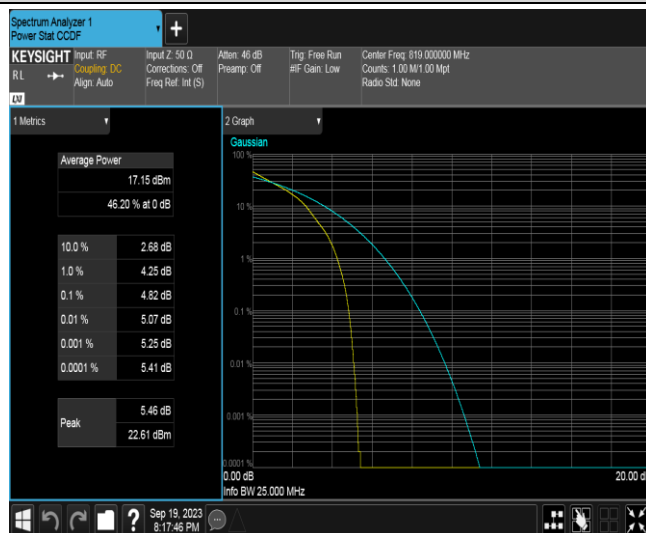 Spectrum Analyzer 1
Power Stat CCDF
+
KEYSIGHT
RL
LXI
Input: RF
Coupling: DC
Align: Auto
Input Z: 50 Ω
Corrections: Off
Freq Ref: Int (S)
Atten: 46 dB
Preamp: Off
Trig: Free Run
#IF Gain: Low
Center Freq: 819.000000 MHz
Counts: 1.00 M/1.00 Mpt
Radio Std: None
1 Metrics
Average Power
17.15 dBm
46.20 % at 0 dB
10.0 % 2.68 dB
1.0 % 4.25 dB
0.1 % 4.82 dB
0.01 % 5.07 dB
0.001 % 5.25 dB
0.0001 % 5.41 dB
Peak 5.46 dB
22.61 dBm
2 Graph
Gaussian
100 %
10 %
1 %
0.1 %
0.01 %
0.001 %
0.0001 %
0.00 dB 20.00 d
Info BW 25.000 MHz
?
Sep 19, 2023
8:17:46 PM